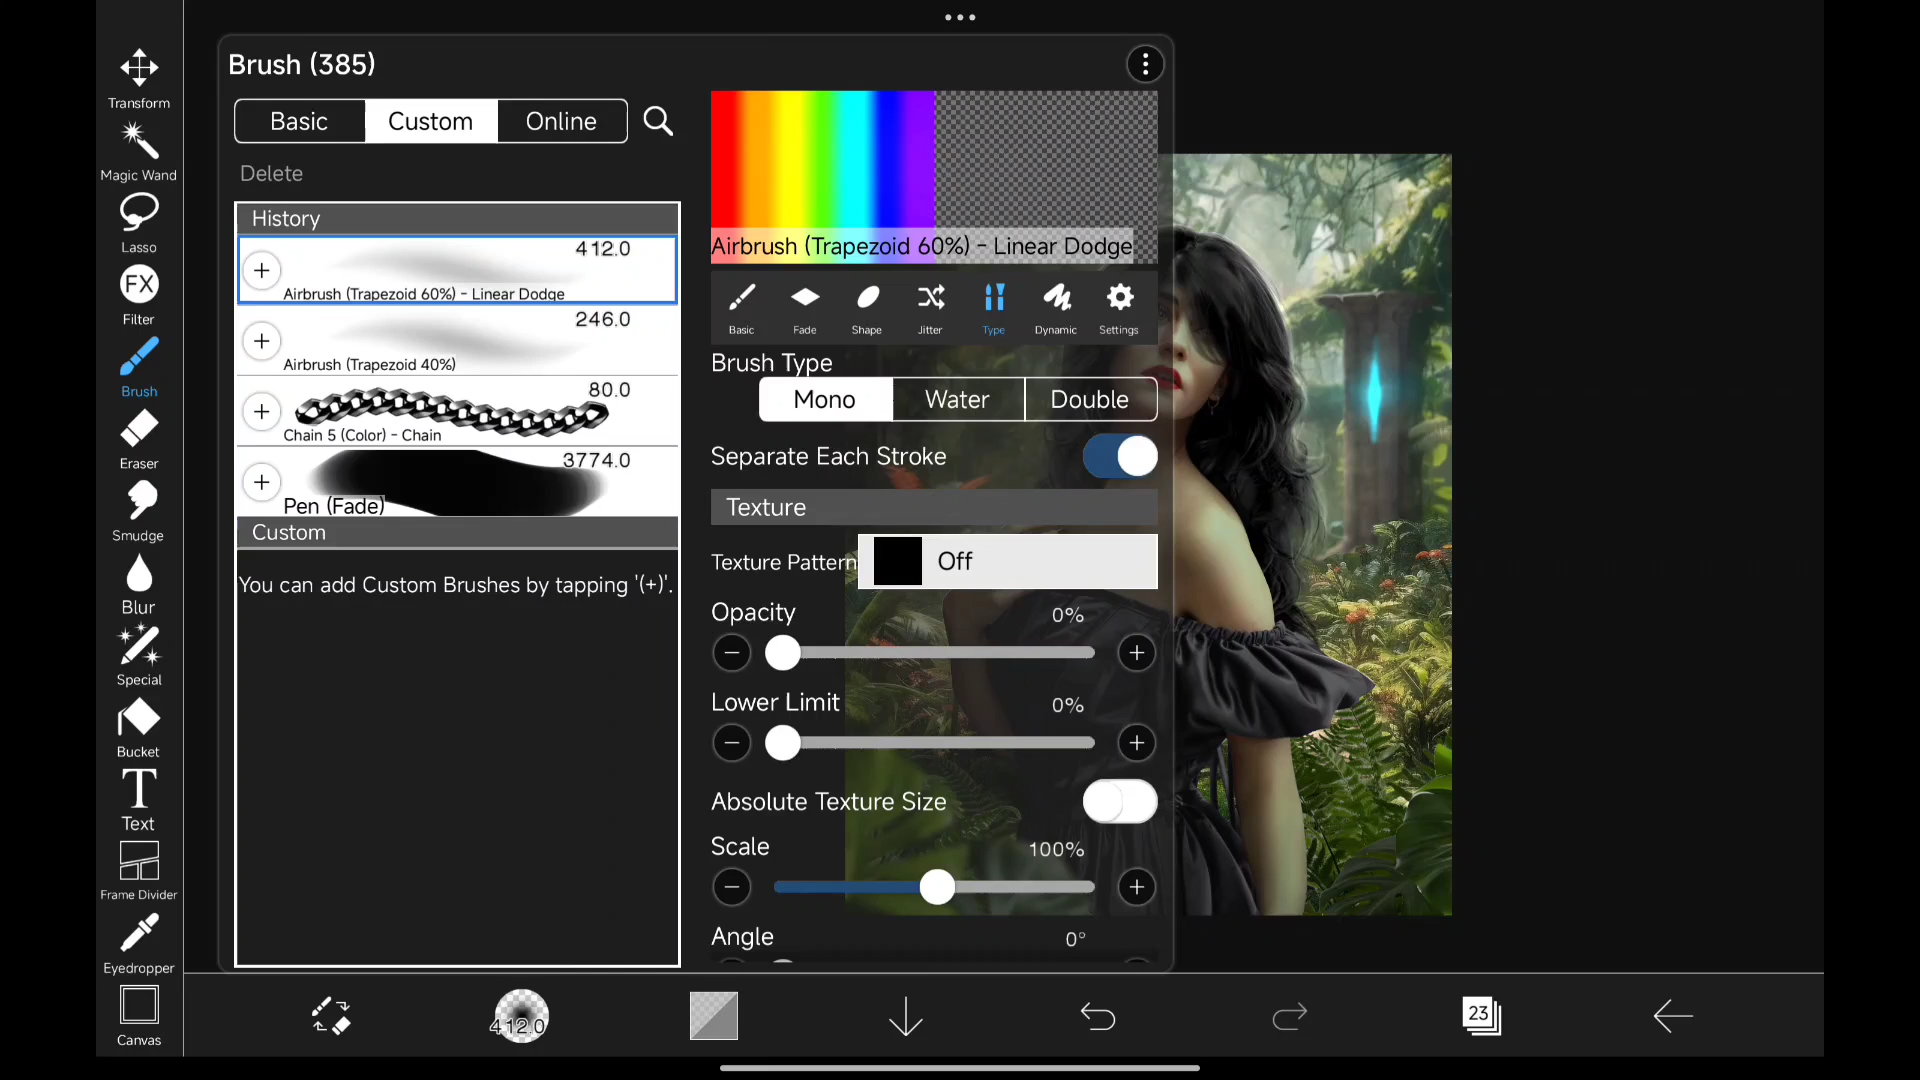 Transform
Magic Wand
Lasso
FX
Filter
Brush
Eraser
Smudge
Blur
Special
Bucket
T
Text
Frame Divider
Eyedropper
Canvas
Brush (385)
Basic
Custom
Online
Delete
History
412.0
Airbrush (Trapezoid 60%) - Linear Dodge
246.0
Airbrush (Trapezoid 40%)
80.0
Chain 5 (Color) - Chain
3774.0
Pen (Fade)
Custom
You can add Custom Brushes by tapping '(+)'.
Airbrush (Trapezoid 60%) - Linear Dodge
Basic
Fade
Shape
Jitter
Type
Dynamic
Settings
Brush Type
Mono
Water
Double
Separate Each Stroke
Texture
Texture Pattern
Off
Opacity
0%
Lower Limit
0%
Absolute Texture Size
Scale
100%
Angle
0°
412.0
23